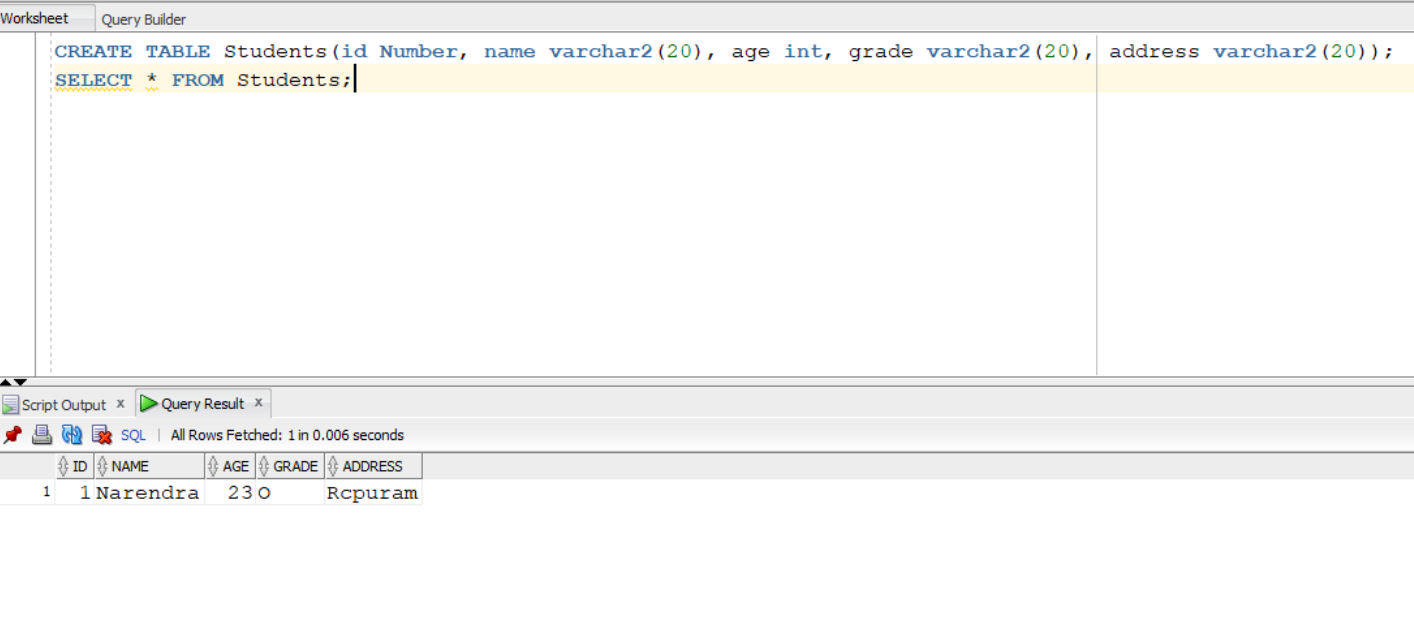 Worksheet Query Builder
CREATE TABLE Students(id Number, name varchar2(20), age int, grade varchar2(20), address varchar2(20));
SELECT * FROM Students;
Script Output x Query Result x
SQL | All Rows Fetched: 1 in 0.006 seconds
ID NAME AGE GRADE ADDRESS
1 1 Narendra 23 O Rcpuram